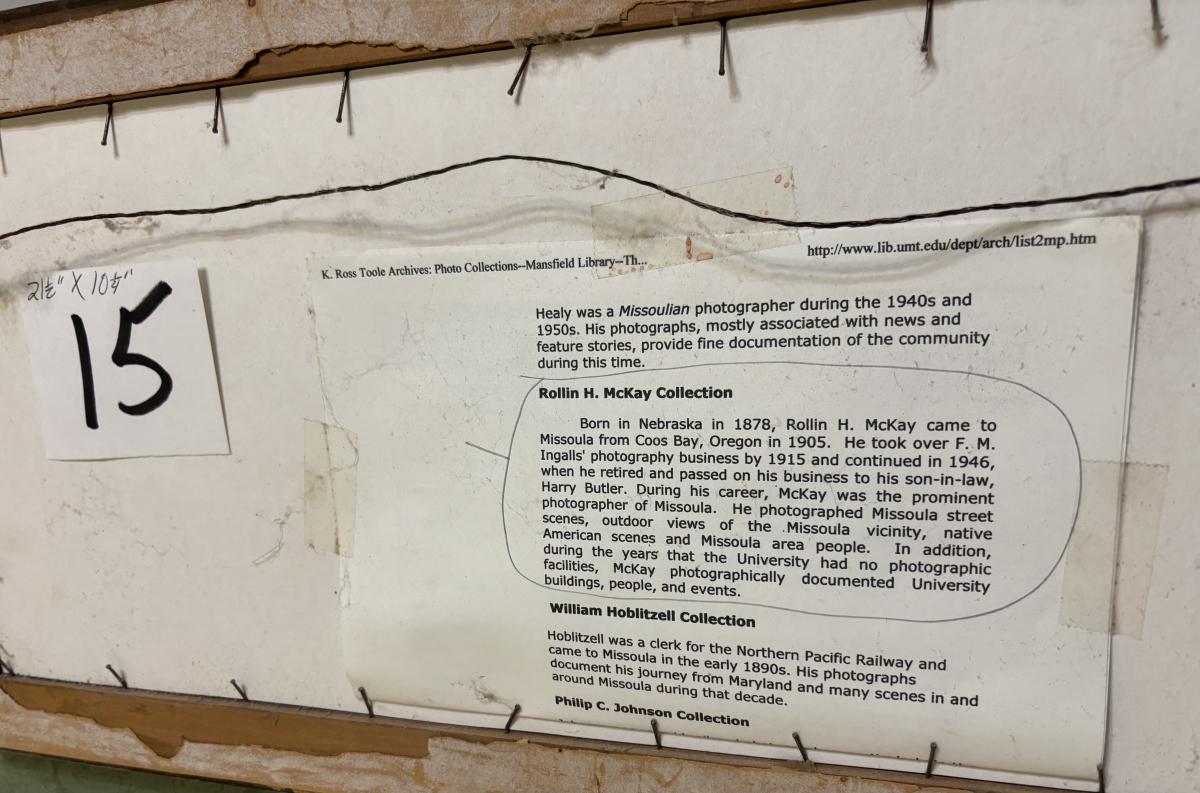 K. Ross Toole Archives: Photo Collections--Mansfield Library--Th...
http://www.lib.umt.edu/dept/arch/list2mp.htm
21½" X 10¼"
15
Healy was a Missoulian photographer during the 1940s and
1950s. His photographs, mostly associated with news and
feature stories, provide fine documentation of the community
during this time.
Rollin H. McKay Collection
Born in Nebraska in 1878, Rollin H. McKay came to
Missoula from Coos Bay, Oregon in 1905. He took over F. M.
Ingalls' photography business by 1915 and continued in 1946,
when he retired and passed on his business to his son-in-law,
Harry Butler. During his career, McKay was the prominent
photographer of Missoula. He photographed Missoula street
scenes, outdoor views of the Missoula vicinity, native
American scenes and Missoula area people. In addition,
during the years that the University had no photographic
facilities, McKay photographically documented University
buildings, people, and events.
William Hoblitzell Collection
Hoblitzell was a clerk for the Northern Pacific Railway and
came to Missoula in the early 1890s. His photographs
document his journey from Maryland and many scenes in and
around Missoula during that decade.
Philip C. Johnson Collection